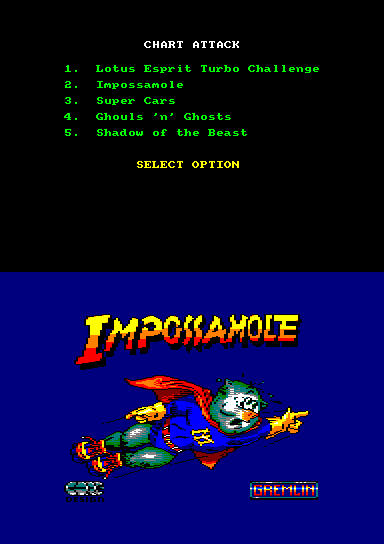 CHART ATTACK
1. Lotus Esprit Turbo Challenge
2. Impossamole
3. Super Cars
4. Ghouls 'n' Ghosts
5. Shadow of the Beast
SELECT OPTION
IMPOSSAMOLE
IM
GREMLIN